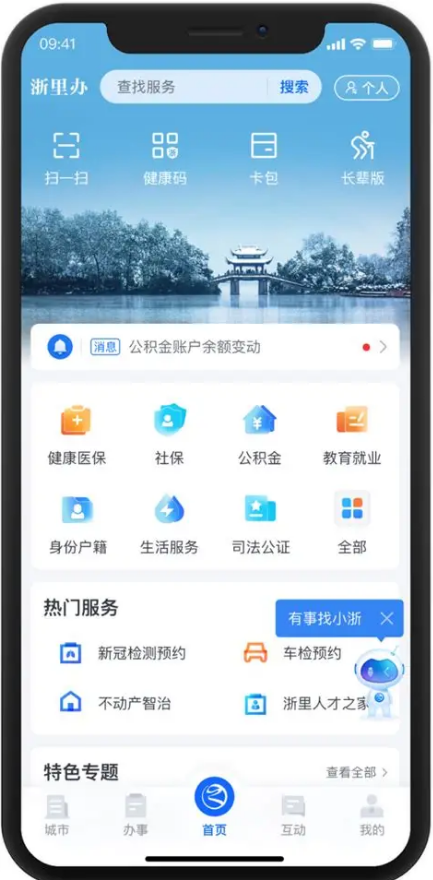 09:41
浙里办 查找服务 搜索 个人
扫一扫 健康码 卡包 长辈版
消息 公积金账户余额变动
健康医保 社保 公积金 教育就业
身份户籍 生活服务 司法公证 全部
热门服务
有事找小浙
新冠检测预约 车检预约
不动产智治 浙里人才之家
特色专题 查看全部
城市 办事 首页 互动 我的